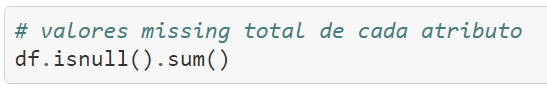 # valores missing total de cada atributo
df.isnull().sum()